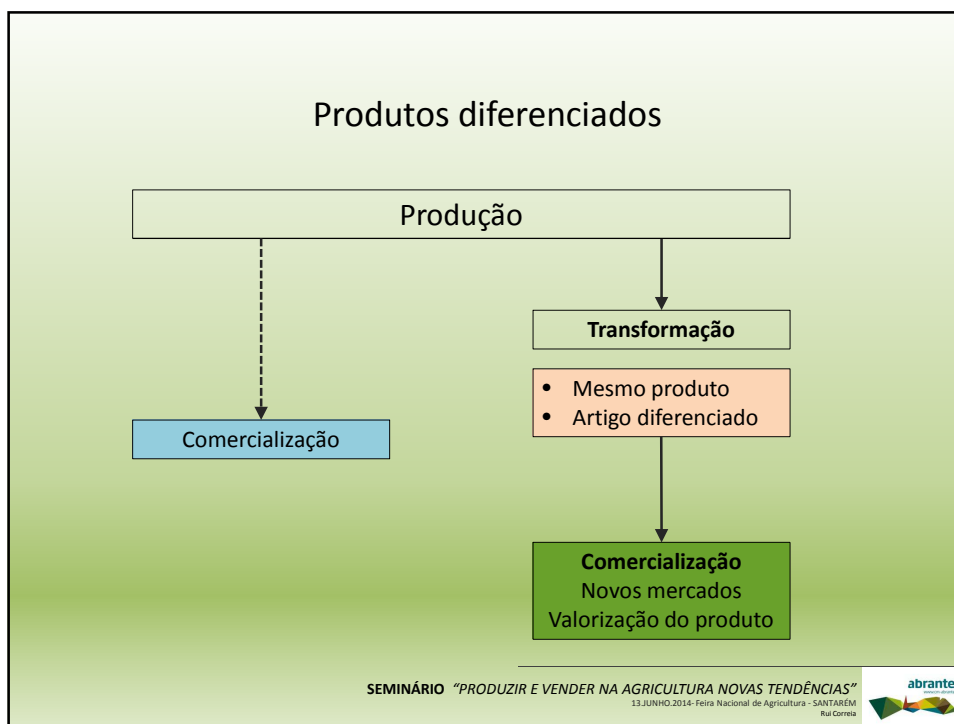 Produtos diferenciados
Produção
Transformação
• Mesmo produto
• Artigo diferenciado
Comercialização
Comercialização
Novos mercados
Valorização do produto
SEMINÁRIO “PRODUZIR E VENDER NA AGRICULTURA NOVAS TENDÊNCIAS”
13.JUNHO.2014- Feira Nacional de Agricultura - SANTARÉM
Rui Correia
abrante